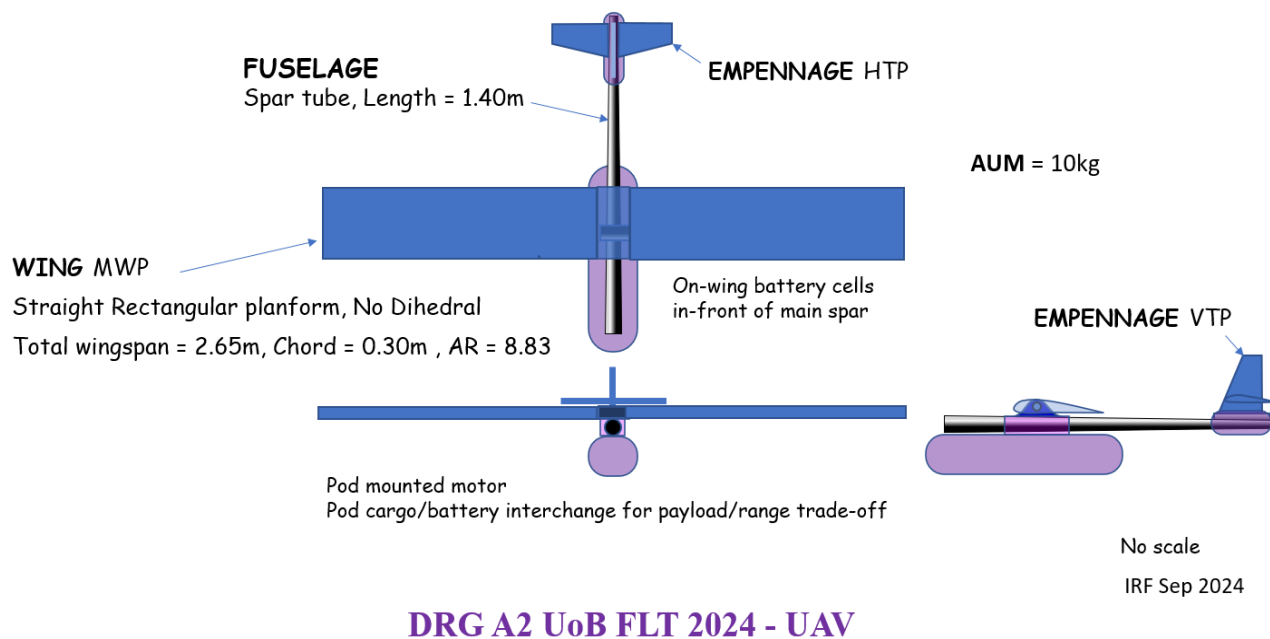 FUSELAGE
Spar tube, Length = 1.40m
EMPENNAGE HTP
AUM = 10kg
WING MWP
Straight Rectangular planform, No Dihedral
Total wingspan = 2.65m, Chord = 0.30m , AR = 8.83
On-wing battery cells
in-front of main spar
EMPENNAGE VTP
Pod mounted motor
Pod cargo/battery interchange for payload/range trade-off
No scale
IRF Sep 2024
DRG A2 UoB FLT 2024 - UAV